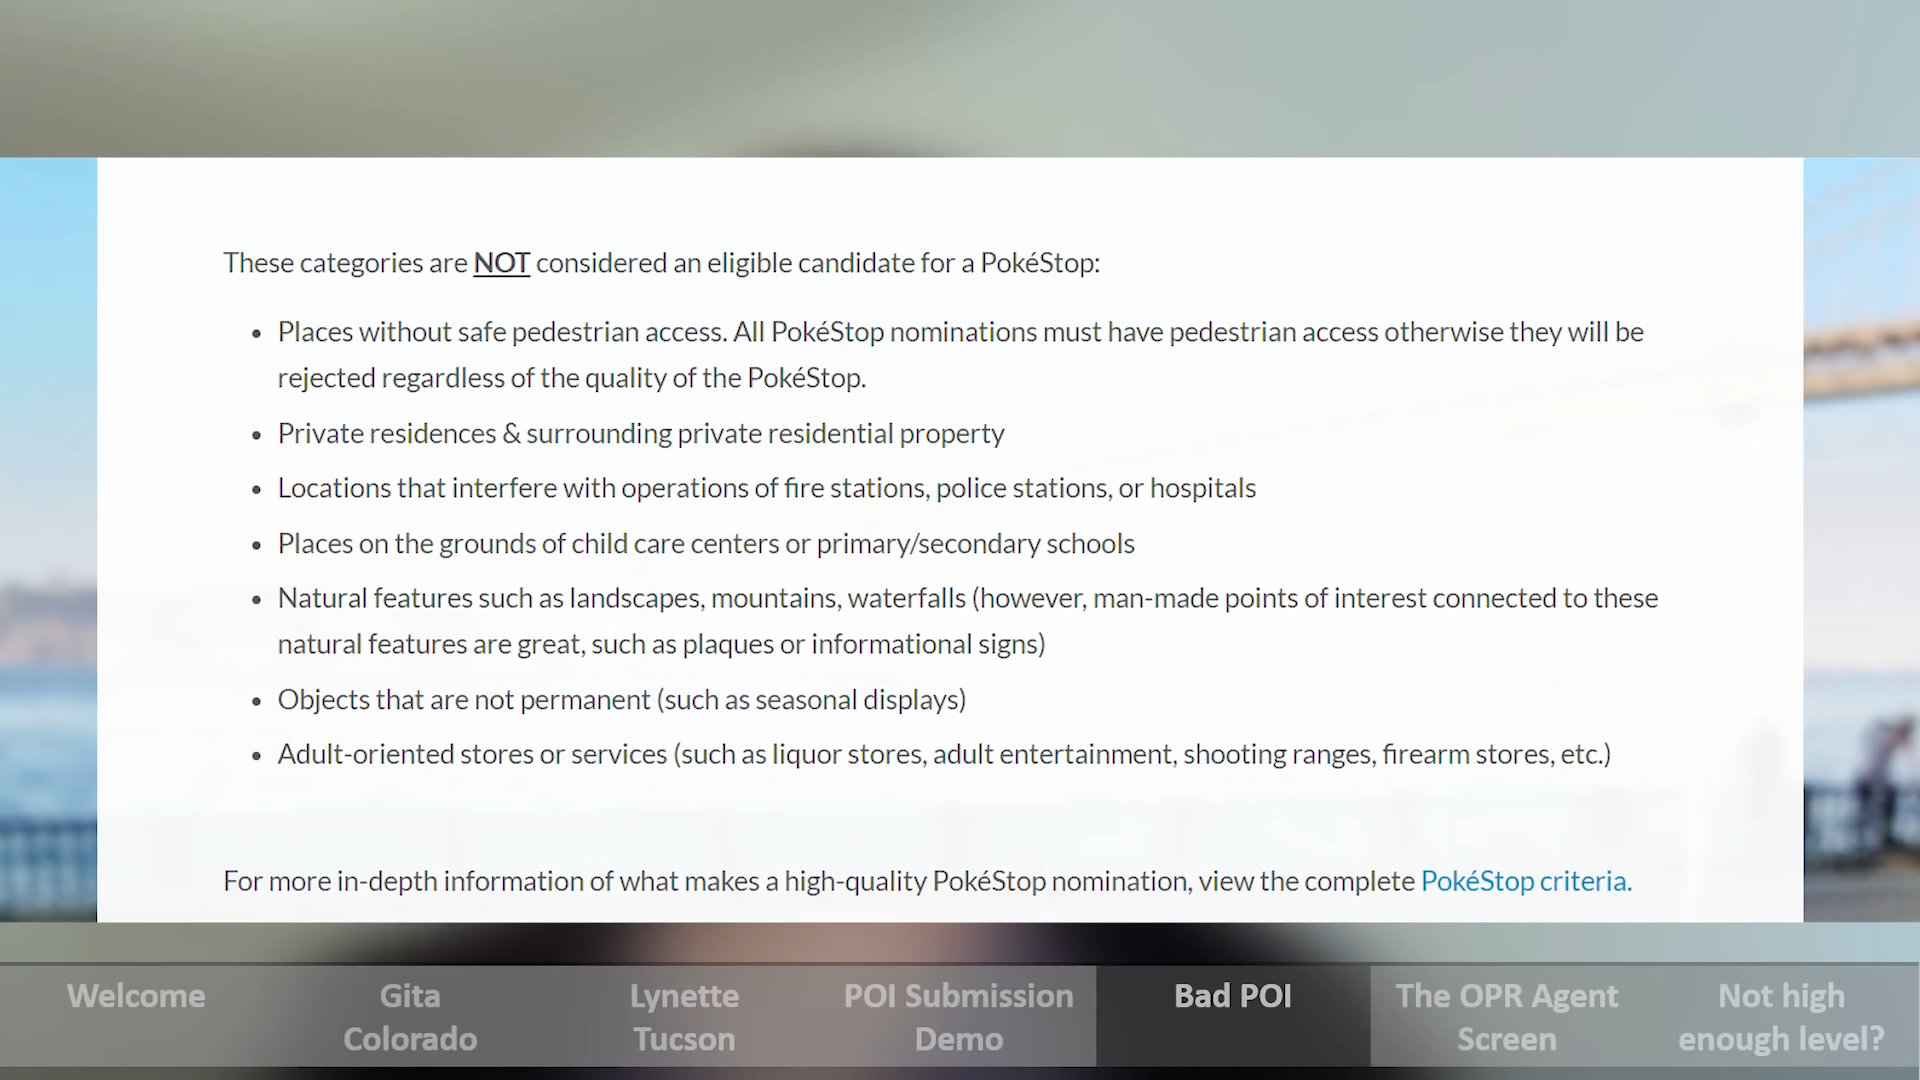 These categories are NOT considered an eligible candidate for a PokéStop:
• Places without safe pedestrian access. All PokéStop nominations must have pedestrian access otherwise they will be
rejected regardless of the quality of the PokéStop.
• Private residences & surrounding private residential property
• Locations that interfere with operations of fire stations, police stations, or hospitals
• Places on the grounds of child care centers or primary/secondary schools
• Natural features such as landscapes, mountains, waterfalls (however, man-made points of interest connected to these
natural features are great, such as plaques or informational signs)
• Objects that are not permanent (such as seasonal displays)
• Adult-oriented stores or services (such as liquor stores, adult entertainment, shooting ranges, firearm stores, etc.)
For more in-depth information of what makes a high-quality PokéStop nomination, view the complete PokéStop criteria.
Welcome
Gita
Colorado
Lynette
Tucson
POI Submission
Demo
Bad POI
The OPR Agent
Screen
Not high
enough level?